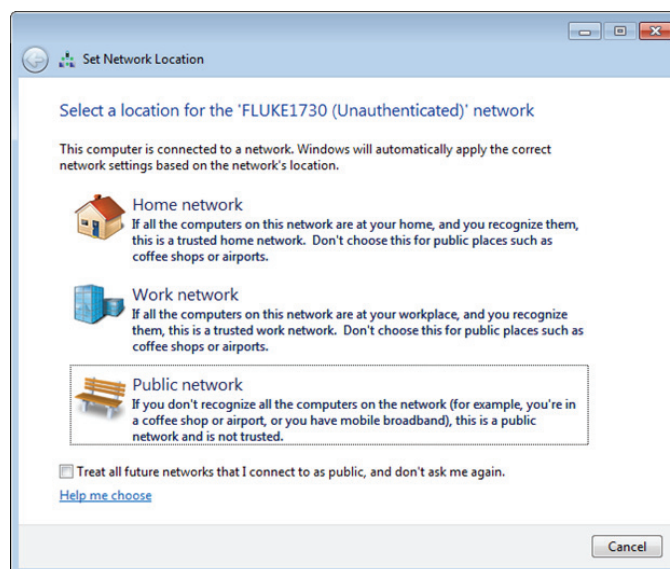 Set Network Location
Select a location for the 'FLUKE1730 (Unauthenticated)' network
This computer is connected to a network. Windows will automatically apply the correct
network settings based on the network's location.
Home network
If all the computers on this network are at your home, and you recognize them,
this is a trusted home network.  Don't choose this for public places such as
coffee shops or airports.
Work network
If all the computers on this network are at your workplace, and you recognize
them, this is a trusted work network.  Don't choose this for public places such as
coffee shops or airports.
Public network
If you don't recognize all the computers on the network (for example, you're in
a coffee shop or airport, or you have mobile broadband), this is a public
network and is not trusted.
Treat all future networks that I connect to as public, and don't ask me again.
Help me choose
Cancel